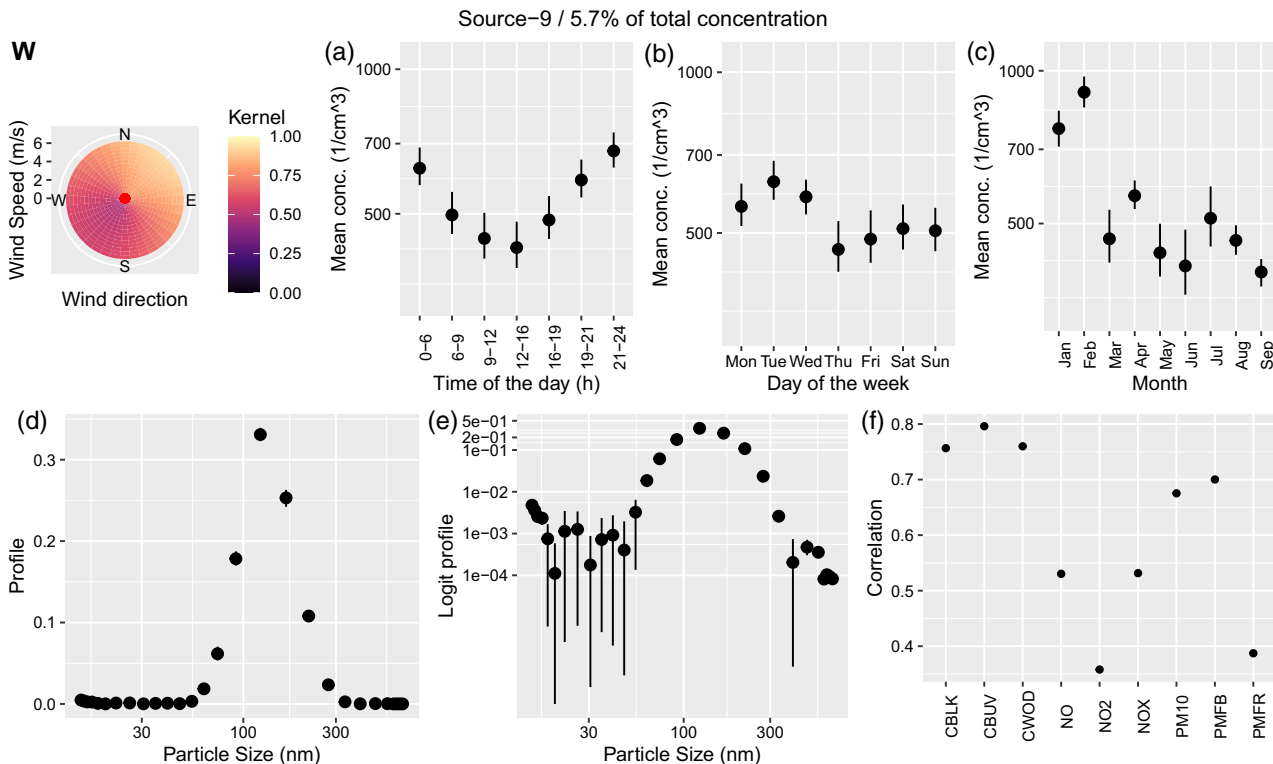 Source−9 / 5.7% of total concentration
W
Wind Speed (m/s)
6
4
2
0
N
W
E
S
Wind direction
Kernel
1.00
0.75
0.50
0.25
0.00
(a)
Mean conc. (1/cm^3)
1000
700
500
0−6
6−9
9−12
12−16
16−19
19−21
21−24
Time of the day (h)
(b)
Mean conc. (1/cm^3)
1000
700
500
Mon Tue Wed Thu Fri Sat Sun
Day of the week
(c)
Mean conc. (1/cm^3)
1000
700
500
Jan
Feb
Mar
Apr
May
Jun
Jul
Aug
Sep
Month
(d)
Profile
0.3
0.2
0.1
0.0
30 100 300
Particle Size (nm)
(e)
Logit profile
5e−01
2e−01
1e−01
1e−02
1e−03
1e−04
30 100 300
Particle Size (nm)
(f)
Correlation
0.8
0.7
0.6
0.5
0.4
CBLK
CBUV
CWOD
NO
NO2
NOX
PM10
PMFB
PMFR